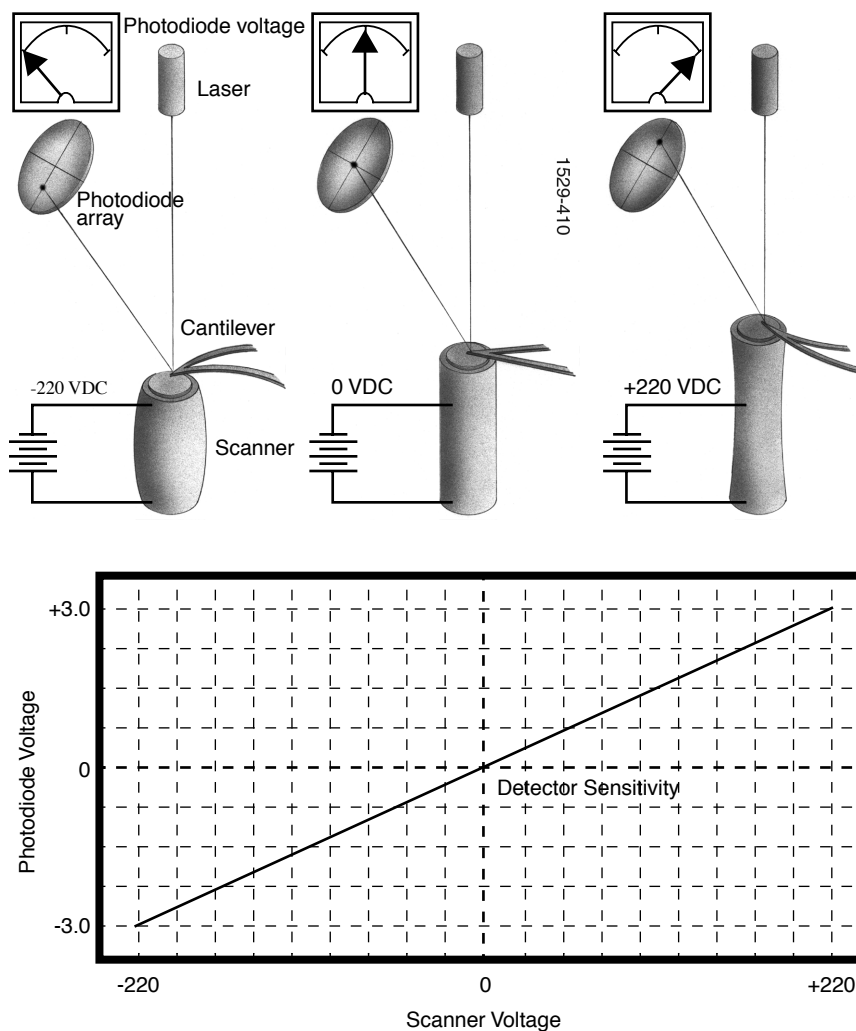 Photodiode voltage
Laser
Photodiode
array
1529-410
Cantilever
-220 VDC
0 VDC
+220 VDC
Scanner
+3.0
Photodiode Voltage
0
Detector Sensitivity
-3.0
-220
0
+220
Scanner Voltage